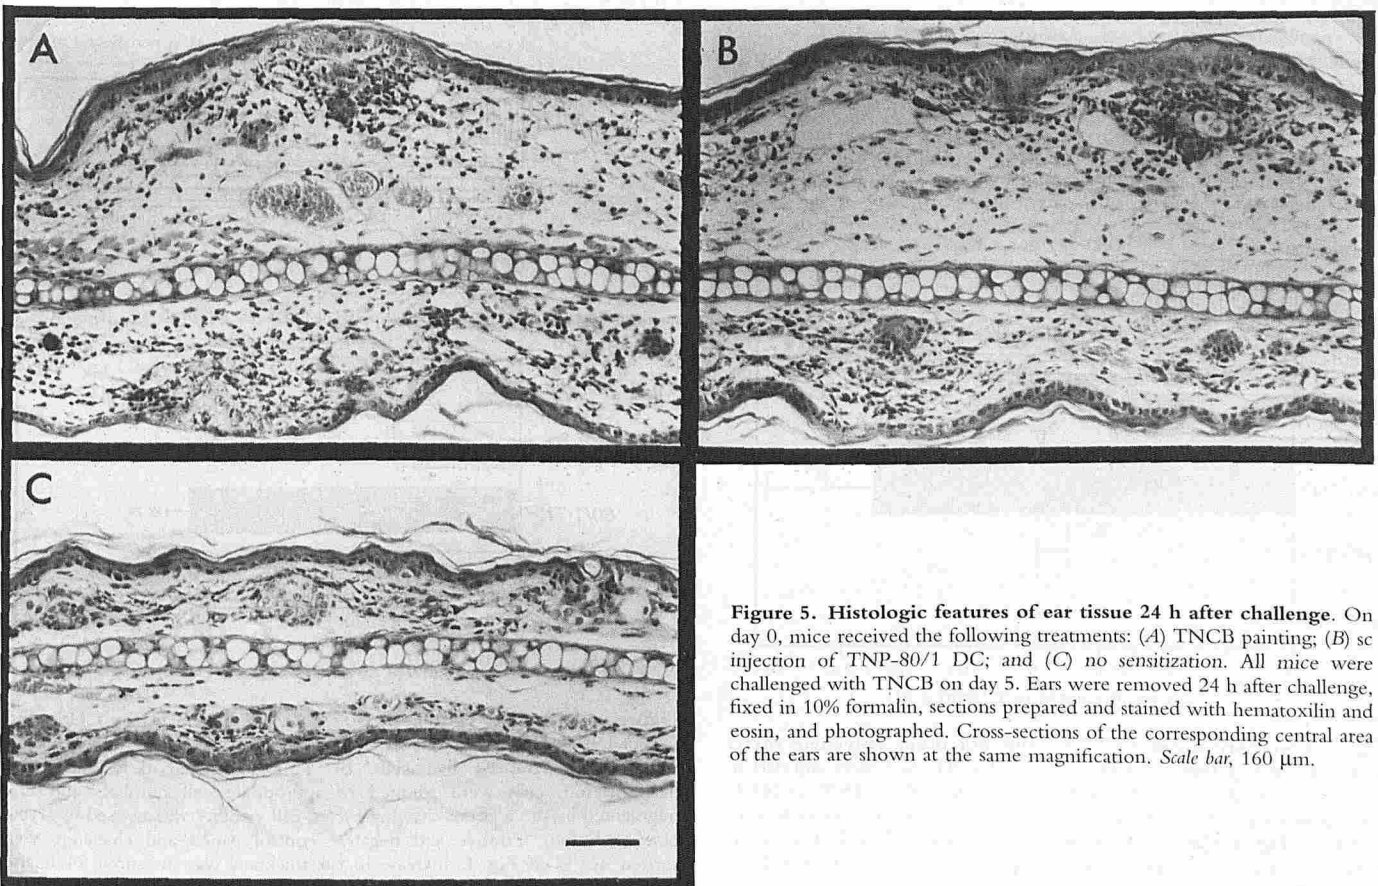 A
B
C
Figure 5. Histologic features of ear tissue 24 h after challenge. On
day 0, mice received the following treatments: (A) TNCB painting; (B) sc
injection of TNP-80/1 DC; and (C) no sensitization. All mice were
challenged with TNCB on day 5. Ears were removed 24 h after challenge,
fixed in 10% formalin, sections prepared and stained with hematoxilin and
eosin, and photographed. Cross-sections of the corresponding central area
of the ears are shown at the same magnification. Scale bar, 160 μm.